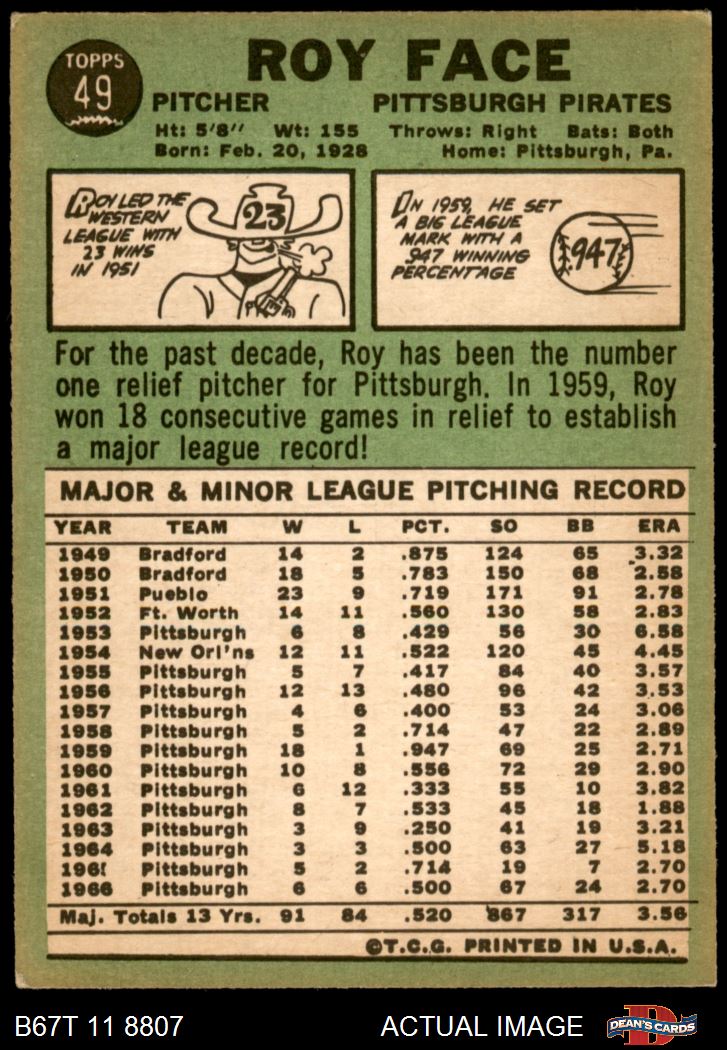 TOPPS
49
ROY FACE
PITCHER PITTSBURGH PIRATES
Ht: 5'8" Wt: 155 Throws: Right Bats: Both
Born: Feb. 20, 1928 Home: Pittsburgh, Pa.
ROY LED THE
WESTERN
LEAGUE WITH
23 WINS
IN 1951
23
IN 1959, HE SET
A BIG LEAGUE
MARK WITH A
.947 WINNING
PERCENTAGE
.947
For the past decade, Roy has been the number
one relief pitcher for Pittsburgh. In 1959, Roy
won 18 consecutive games in relief to establish
a major league record!
MAJOR & MINOR LEAGUE PITCHING RECORD
YEAR TEAM W L PCT. SO BB ERA
1949 Bradford 14 2 .875 124 65 3.32
1950 Bradford 18 5 .783 150 68 2.58
1951 Pueblo 23 9 .719 171 91 2.78
1952 Ft. Worth 14 11 .560 130 58 2.83
1953 Pittsburgh 6 8 .429 56 30 6.58
1954 New Orl'ns 12 11 .522 120 45 4.45
1955 Pittsburgh 5 7 .417 84 40 3.57
1956 Pittsburgh 12 13 .480 96 42 3.53
1957 Pittsburgh 4 6 .400 53 24 3.06
1958 Pittsburgh 5 2 .714 47 22 2.89
1959 Pittsburgh 18 1 .947 69 25 2.71
1960 Pittsburgh 10 8 .556 72 29 2.90
1961 Pittsburgh 6 12 .333 55 10 3.82
1962 Pittsburgh 8 7 .533 45 18 1.88
1963 Pittsburgh 3 9 .250 41 19 3.21
1964 Pittsburgh 3 3 .500 63 27 5.18
196 Pittsburgh 5 2 .714 19 7 2.70
1966 Pittsburgh 6 6 .500 67 24 2.70
Maj. Totals 13 Yrs. 91 84 .520 867 317 3.56
©T.C.G. PRINTED IN U.S.A.
B67T 11 8807 ACTUAL IMAGE D DEAN'S CARDS